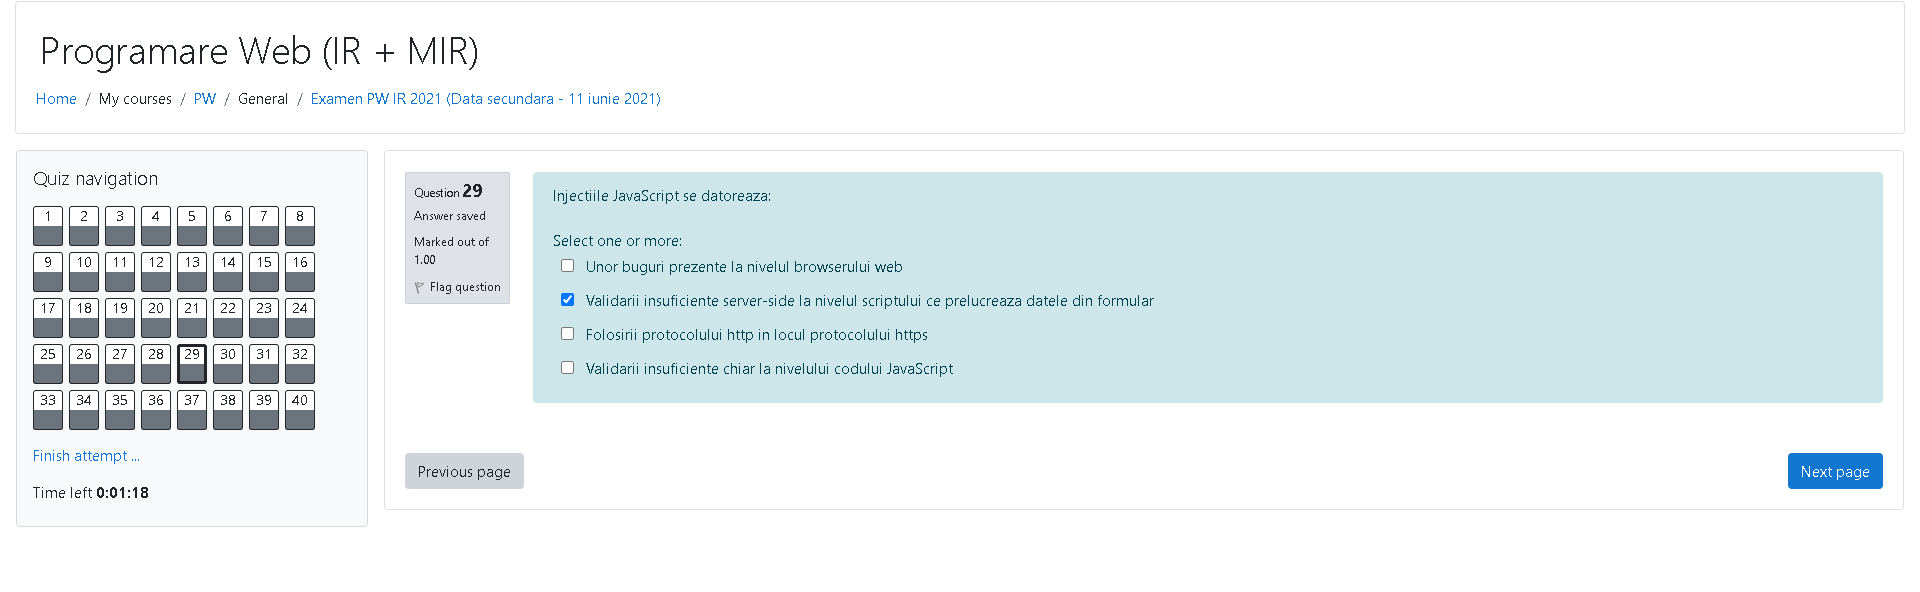 Programare Web (IR + MIR)
Home / My courses / PW / General / Examen PW IR 2021 (Data secundara - 11 iunie 2021)
Quiz navigation
1 2 3 4 5 6 7 8
9 10 11 12 13 14 15 16
17 18 19 20 21 22 23 24
25 26 27 28 29 30 31 32
33 34 35 36 37 38 39 40
Finish attempt ...
Time left 0:01:18
Question 29
Answer saved
Marked out of
1.00
Flag question
Injectiile JavaScript se datoreaza:
Select one or more:
Unor buguri prezente la nivelul browserului web
Validarii insuficiente server-side la nivelul scriptului ce prelucreaza datele din formular
Folosirii protocolului http in locul protocolului https
Validarii insuficiente chiar la nivelului codului JavaScript
Previous page
Next page